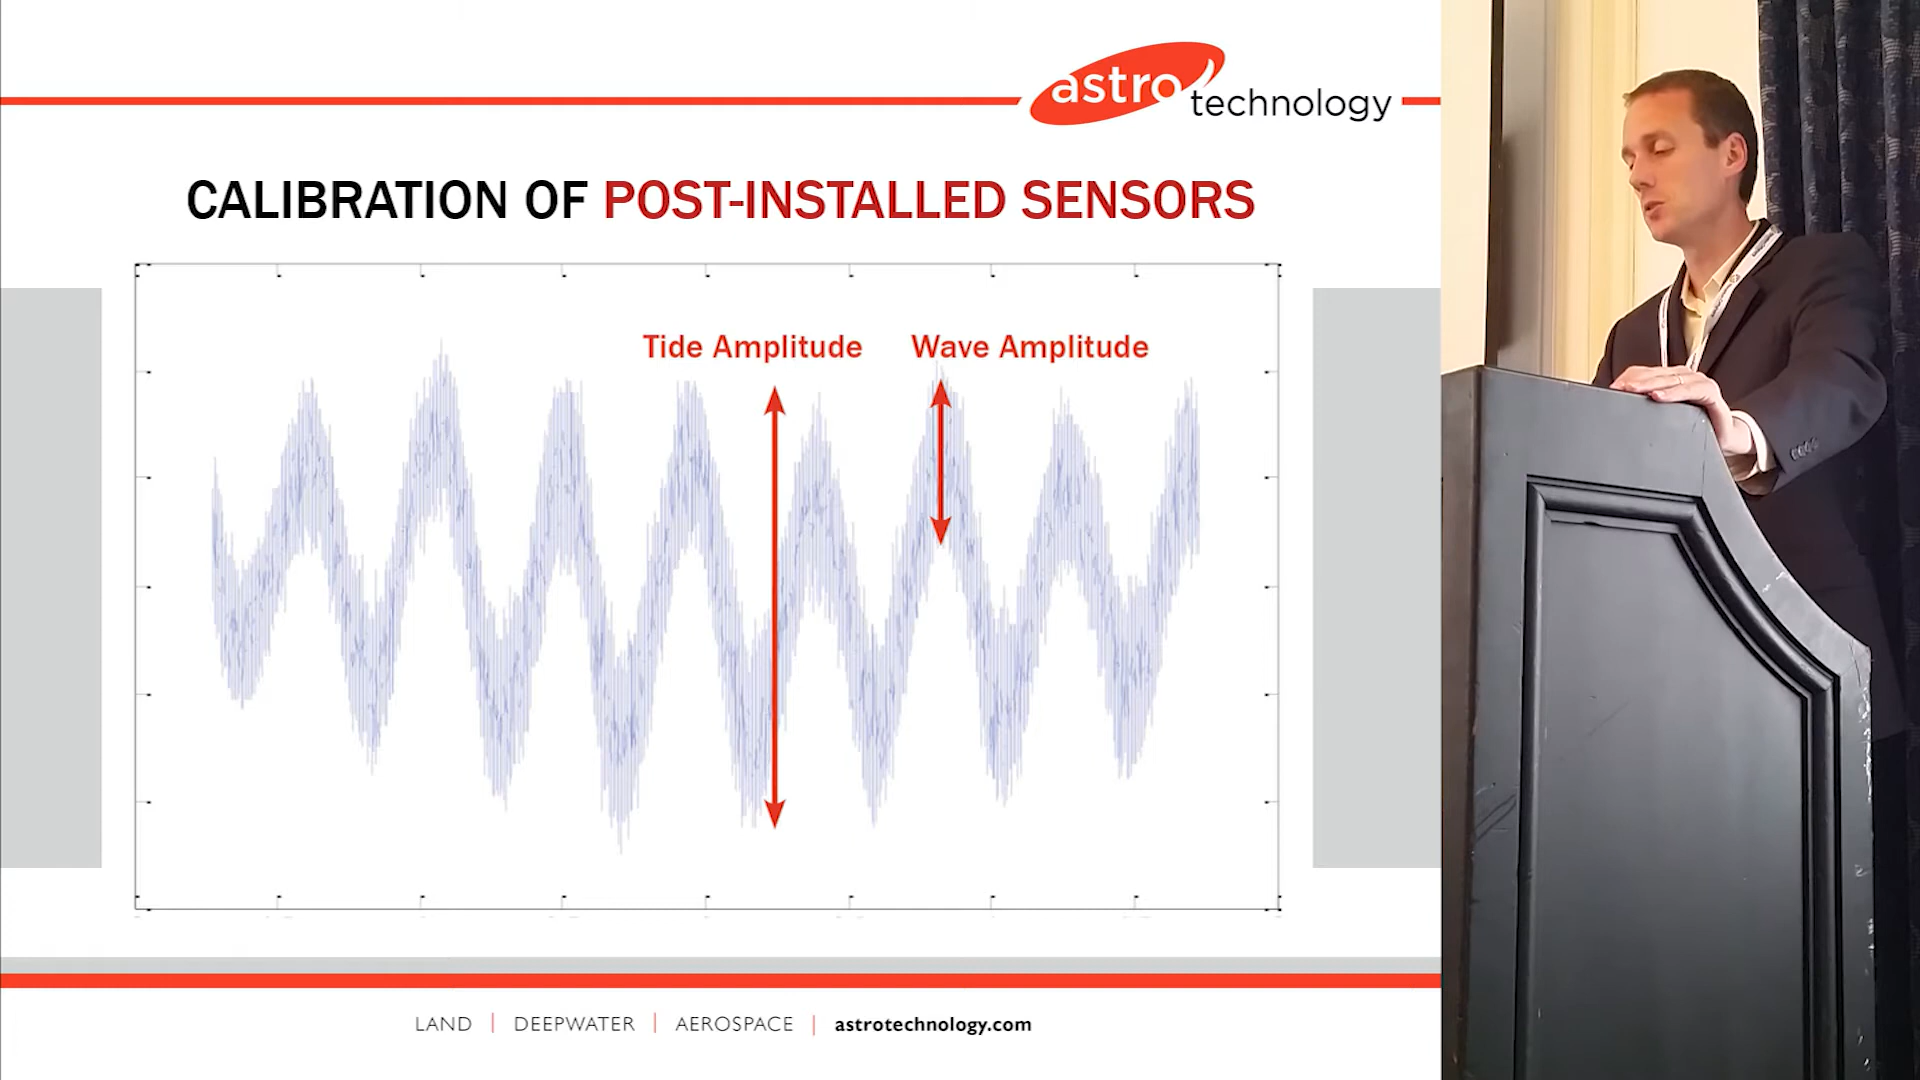 astro
technology
CALIBRATION OF POST-INSTALLED SENSORS
Tide Amplitude Wave Amplitude
LAND | DEEPWATER | AEROSPACE | astrotechnology.com